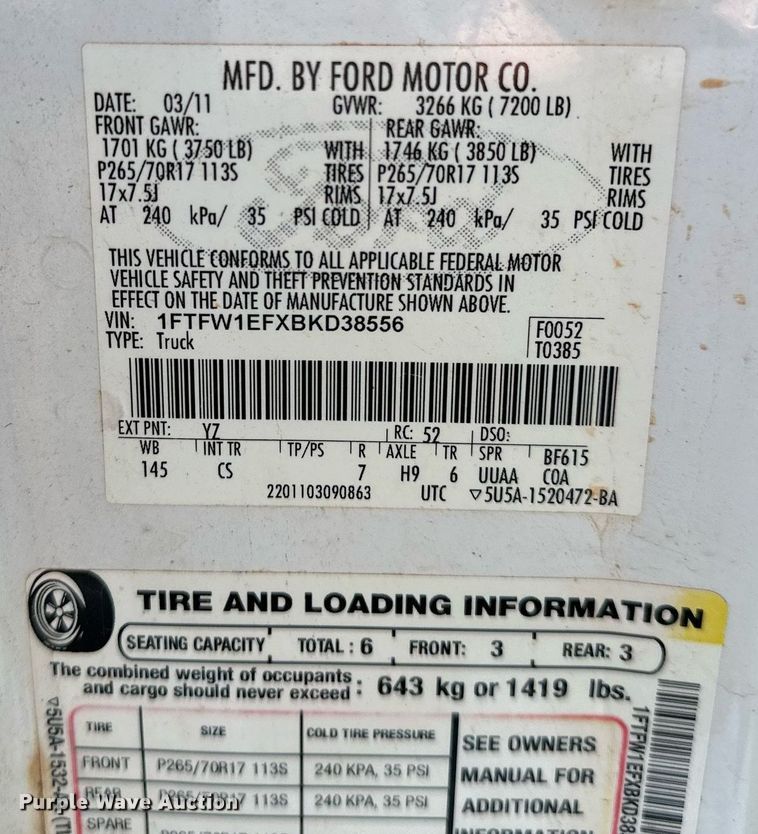 MFD. BY FORD MOTOR CO.
DATE: 03/11 GVWR: 3266 KG ( 7200 LB)
FRONT GAWR: REAR GAWR:
1701 KG ( 3750 LB) WITH 1746 KG ( 3850 LB) WITH
P265/70R17 113S TIRES P265/70R17 113S TIRES
17x7.5J RIMS 17x7.5J RIMS
AT 240 kPa/ 35 PSI COLD AT 240 kPa/ 35 PSI COLD
THIS VEHICLE CONFORMS TO ALL APPLICABLE FEDERAL MOTOR
VEHICLE SAFETY AND THEFT PREVENTION STANDARDS IN
EFFECT ON THE DATE OF MANUFACTURE SHOWN ABOVE.
VIN: 1FTFW1EFXBKD38556 F0052
TYPE: Truck T0385
EXT PNT: YZ RC: 52 DSO:
WB INT TR TP/PS R AXLE TR SPR BF615
145 CS 7 H9 6 UUAA COA
2201103090863 UTC ▽5U5A-1520472-BA
TIRE AND LOADING INFORMATION
SEATING CAPACITY TOTAL : 6 FRONT: 3 REAR: 3
The combined weight of occupants
and cargo should never exceed : 643 kg or 1419 lbs.
TIRE SIZE COLD TIRE PRESSURE
SEE OWNERS
FRONT P265/70R17 113S 240 KPA, 35 PSI
MANUAL FOR
REAR P265/70R17 113S 240 KPA, 35 PSI
ADDITIONAL
SPARE
INFORMATION
▽5U5A-1532
1FTFW1EFXBKD38
Purple Wave Auction